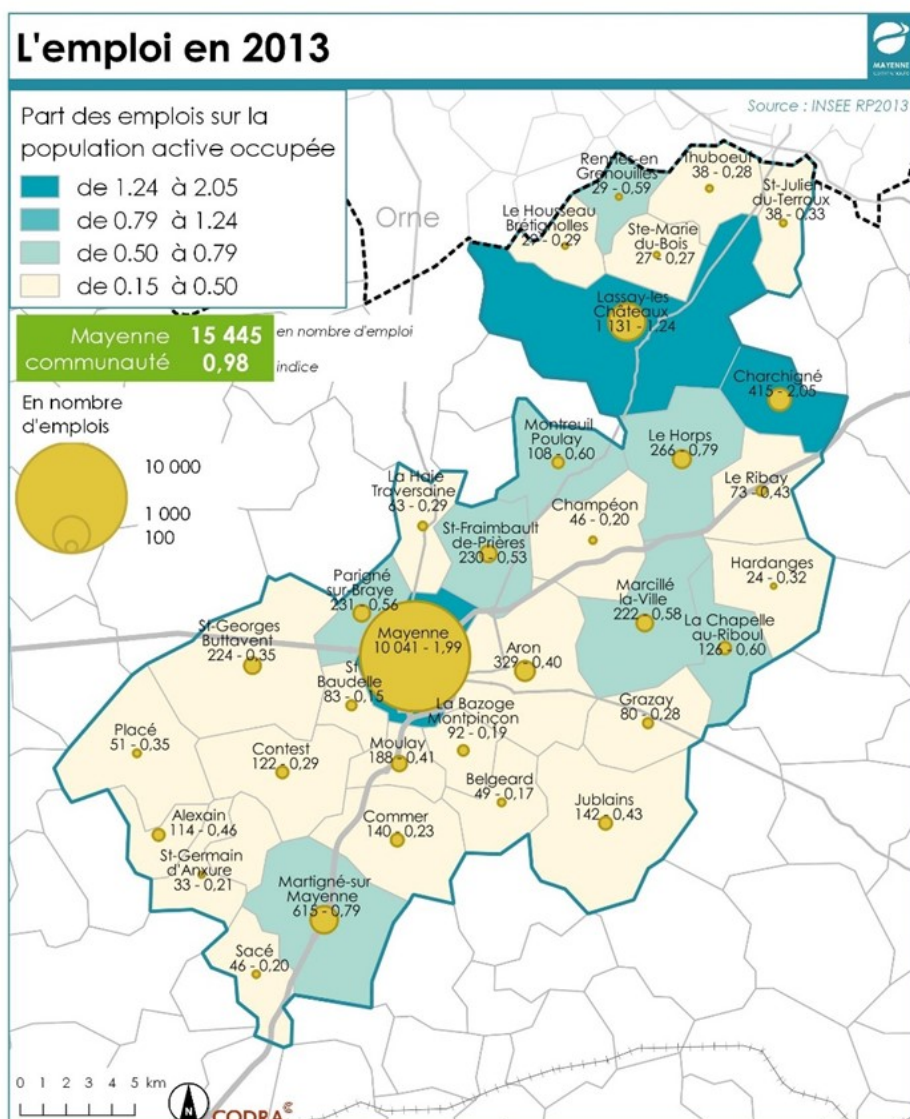 L'emploi en 2013
MAYENNE
Source : INSEE RP2013
Part des emplois sur la
population active occupée
de 1.24 à 2.05
de 0.79 à 1.24
de 0.50 à 0.79
de 0.15 à 0.50
Mayenne 15 445 en nombre d'emploi
communauté 0,98 indice
En nombre
d'emplois
10 000
1 000
100
Orne
Rennes-en
Grenouilles
29 - 0,59
Thuboeuf
38 - 0,28
St-Julien
du-Terroux
38 - 0,33
Le Housseau
Brétignolles
- 0,29
Ste-Marie
du-Bois
27 - 0,27
Lassay-les
Châteaux
1 131 - 1,24
Charchigné
415 - 2,05
Montreuil
Poulay
108 - 0,60
Le Horps
266 - 0,79
Le Ribay
73 - 0,43
La Haie
Traversaine
63 - 0,29
Champéon
46 - 0,20
St-Fraimbault
de-Prières
230 - 0,53
Hardanges
24 - 0,32
Parigné
sur-Braye
231 - 0,56
Marcillé
la-Ville
222 - 0,58
La Chapelle
au-Riboul
126 - 0,60
Mayenne
10 041 - 1,99
St-Georges
Buttavent
224 - 0,35
Aron
329 - 0,40
St
Baudelle
83 - 0,15
Grazay
80 - 0,28
La Bazoge
Montpinçon
92 - 0,19
Placé
51 - 0,35
Contest
122 - 0,29
Moulay
188 - 0,41
Belgeard
49 - 0,17
Jublains
142 - 0,43
Alexain
114 - 0,46
Commer
140 - 0,23
St-Germain
d'Anxure
33 - 0,21
Martigné-sur
Mayenne
615 - 0,79
Sacé
46 - 0,20
0 1 2 3 4 5 km
N
CODRA